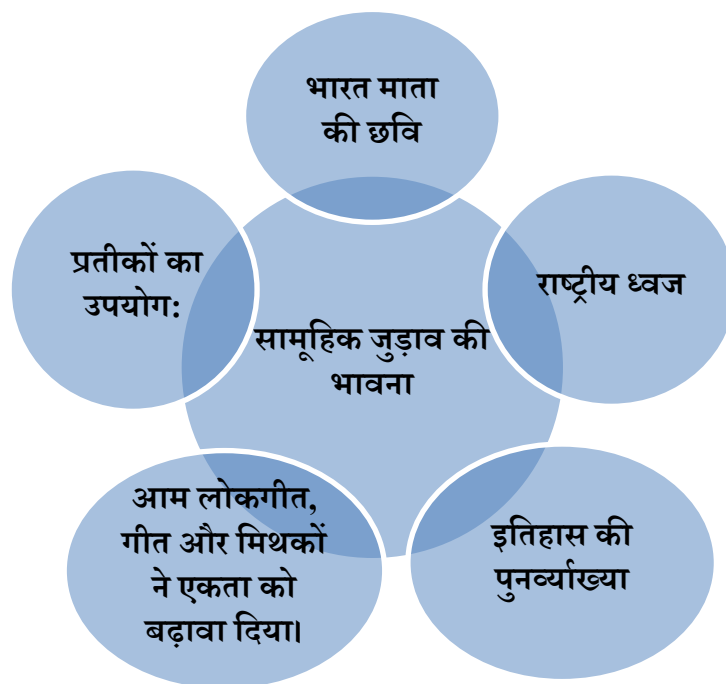 भारत माता
की छवि
प्रतीकों का
उपयोग:
राष्ट्रीय ध्वज
सामूहिक जुड़ाव की
भावना
आम लोकगीत,
गीत और मिथकों
ने एकता को
बढ़ावा दिया।
इतिहास की
पुनर्व्याख्या